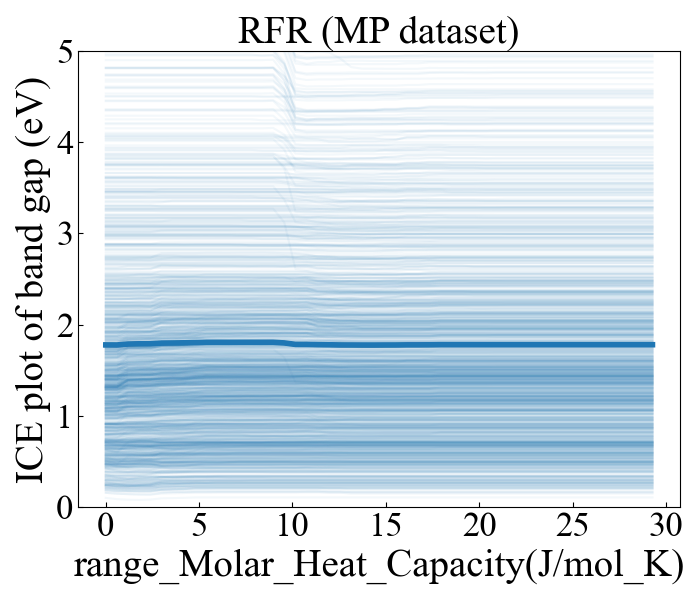 RFR (MP dataset)
ICE plot of band gap (eV)
5
4
3
2
1
0
0 5 10 15 20 25 30
range_Molar_Heat_Capacity(J/mol_K)